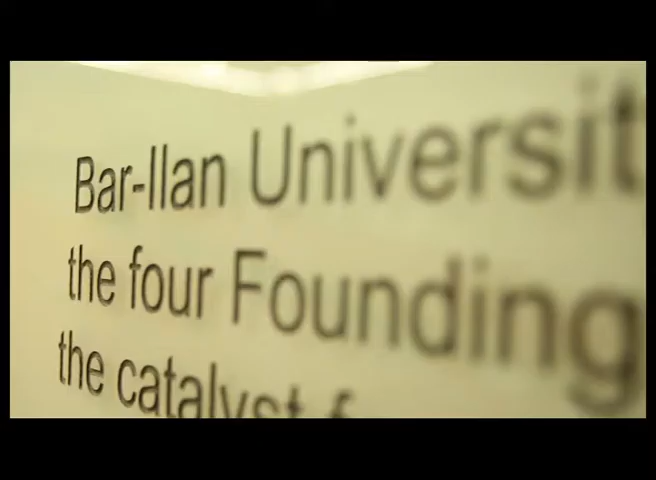 Bar-Ilan Universit
the four Founding
the catalyst f